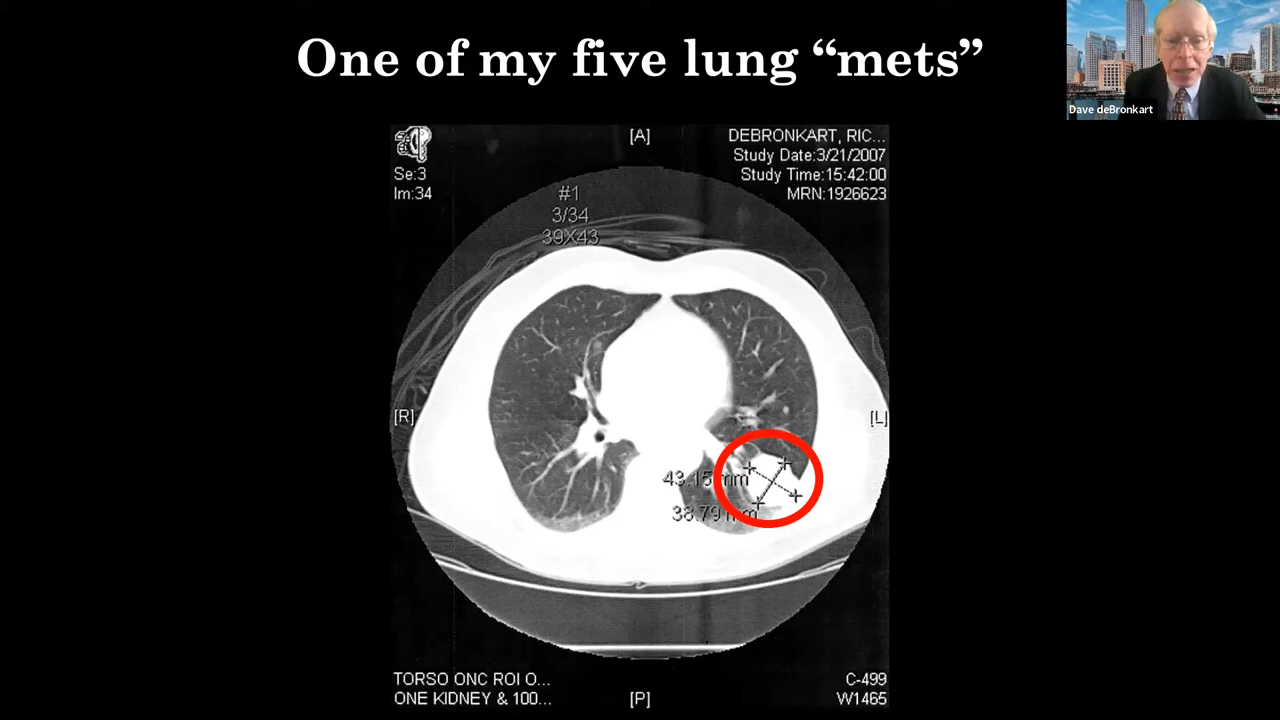 One of my five lung “mets”
Dave deBronkart
[A]
DEBRONKART, RIC...
Study Date:3/21/2007
Study Time:15:42:00
MRN:1926623
Se:3
Im:34
#1
3/34
39X43
[R]
[L]
43.15 mm
38.79 mm
TORSO ONC ROI O...
ONE KIDNEY & 100...
[P]
C-499
W1465